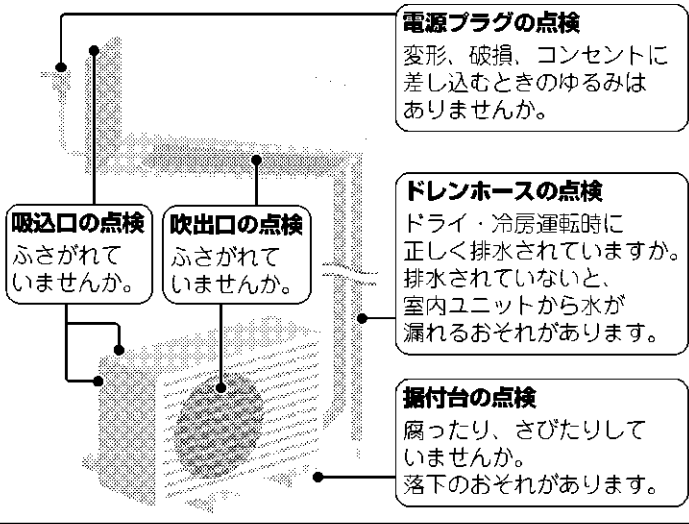 電源プラグの点検
変形、破損、コンセントに
差し込むときのゆるみは
ありませんか。
吸込口の点検
ふさがれて
いませんか。
吹出口の点検
ふさがれて
いませんか。
ドレンホースの点検
ドライ・冷房運転時に
正しく排水されていますか。
排水されていないと、
室内ユニットから水が
漏れるおそれがあります。
据付台の点検
腐ったり、さびたりして
いませんか。
落下のおそれがあります。